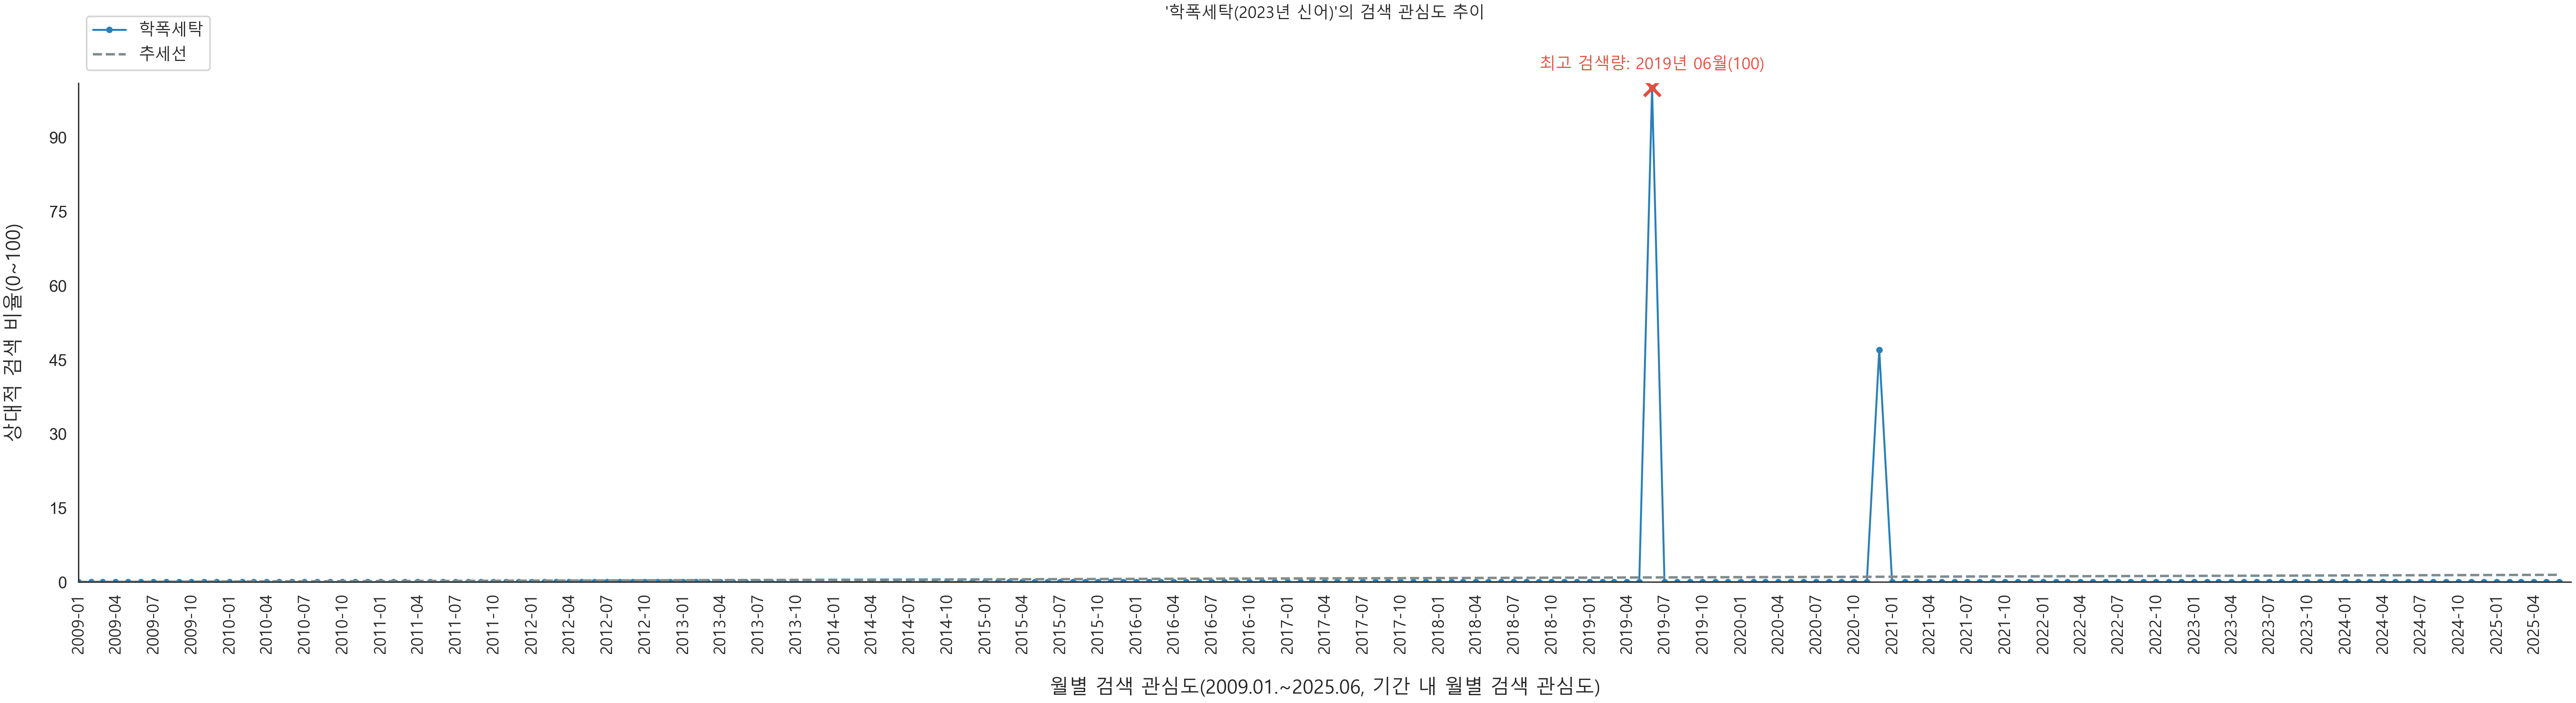 '학폭세탁(2023년 신어)'의 검색 관심도 추이
학폭세탁
추세선
최고 검색량: 2019년 06월(100)
상대적 검색 비율(0~100)
90
75
60
45
30
15
0
2009-01 2009-04 2009-07 2009-10 2010-01 2010-04 2010-07 2010-10 2011-01 2011-04 2011-07 2011-10 2012-01 2012-04 2012-07 2012-10 2013-01 2013-04 2013-07 2013-10 2014-01 2014-04 2014-07 2014-10 2015-01 2015-04 2015-07 2015-10 2016-01 2016-04 2016-07 2016-10 2017-01 2017-04 2017-07 2017-10 2018-01 2018-04 2018-07 2018-10 2019-01 2019-04 2019-07 2019-10 2020-01 2020-04 2020-07 2020-10 2021-01 2021-04 2021-07 2021-10 2022-01 2022-04 2022-07 2022-10 2023-01 2023-04 2023-07 2023-10 2024-01 2024-04 2024-07 2024-10 2025-01 2025-04
월별 검색 관심도(2009.01.~2025.06, 기간 내 월별 검색 관심도)